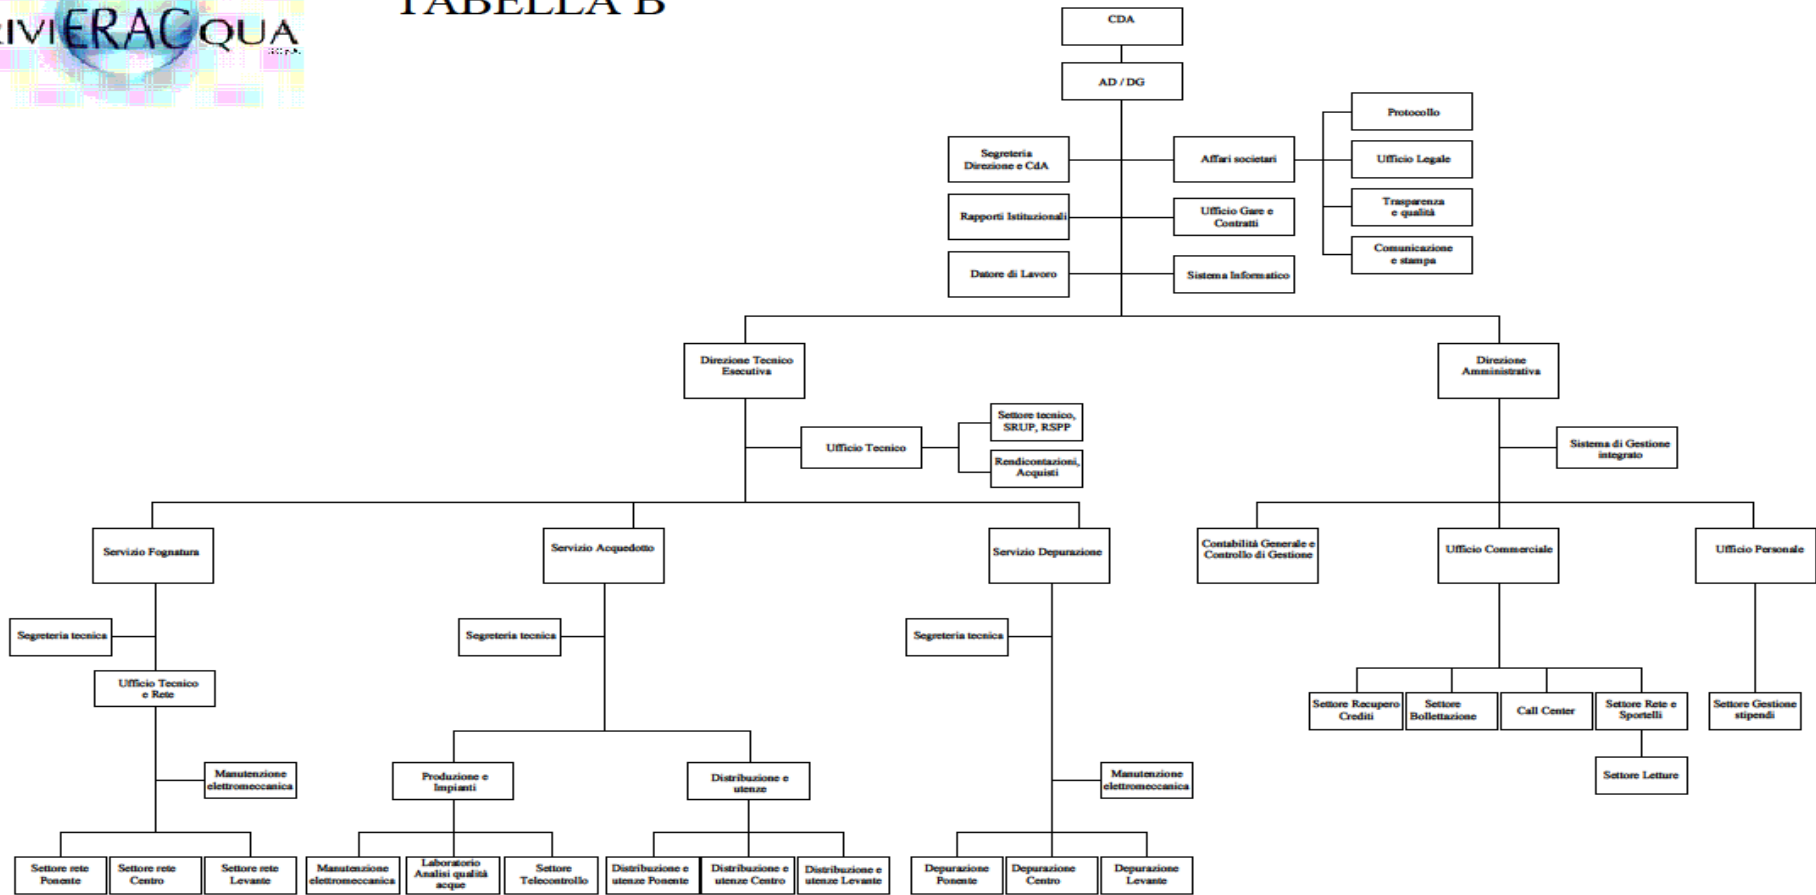 TABELLA B
RIVIERACQUA
CDA
AD / DG
Protocollo
Segreteria
Direzione e CdA
Affari societari
Ufficio Legale
Rapporti Istituzionali
Ufficio Gare e
Contratti
Trasparenza
e qualità
Comunicazione
e stampa
Datore di Lavoro
Sistema Informatico
Direzione Tecnico
Esecutiva
Direzione
Amministrativa
Settore tecnico,
SRUP, RSPP
Ufficio Tecnico
Rendicontazioni,
Acquisti
Sistema di Gestione
integrato
Servizio Fognatura
Servizio Acquedotto
Servizio Depurazione
Contabilità Generale e
Controllo di Gestione
Ufficio Commerciale
Ufficio Personale
Segreteria tecnica
Segreteria tecnica
Segreteria tecnica
Ufficio Tecnico
e Rete
Settore Recupero
Crediti
Settore
Bollettazione
Call Center
Settore Rete e
Sportelli
Settore Gestione
stipendi
Manutenzione
elettromeccanica
Produzione e
Impianti
Distribuzione e
utenze
Manutenzione
elettromeccanica
Settore Letture
Settore rete
Ponente
Settore rete
Centro
Settore rete
Levante
Manutenzione
elettromeccanica
Laboratorio
Analisi qualità
acque
Settore
Telecontrollo
Distribuzione e
utenze Ponente
Distribuzione e
utenze Centro
Distribuzione e
utenze Levante
Depurazione
Ponente
Depurazione
Centro
Depurazione
Levante